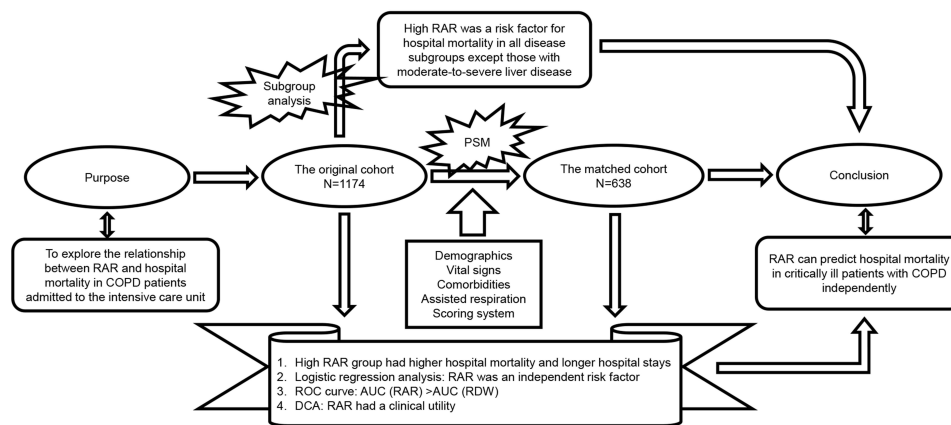 High RAR was a risk factor for
hospital mortality in all disease
subgroups except those with
moderate-to-severe liver disease
Subgroup
analysis
PSM
Purpose
The original cohort
N=1174
The matched cohort
N=638
Conclusion
To explore the relationship
between RAR and hospital
mortality in COPD patients
admitted to the intensive care unit
Demographics
Vital signs
Comorbidities
Assisted respiration
Scoring system
RAR can predict hospital mortality
in critically ill patients with COPD
independently
1. High RAR group had higher hospital mortality and longer hospital stays
2. Logistic regression analysis: RAR was an independent risk factor
3. ROC curve: AUC (RAR) >AUC (RDW)
4. DCA: RAR had a clinical utility